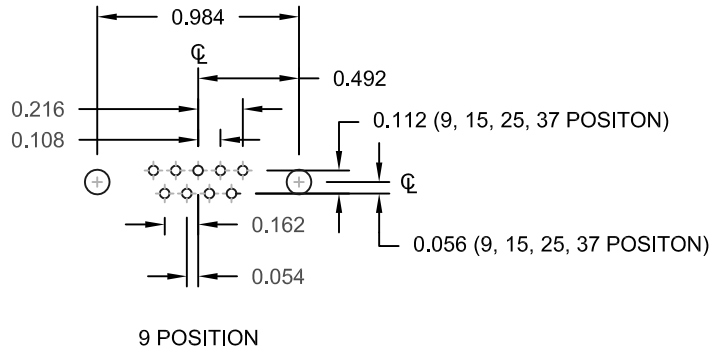 0.984
℄
0.492
0.216
0.112 (9, 15, 25, 37 POSITON)
0.108
℄
0.162
0.056 (9, 15, 25, 37 POSITON)
0.054
9 POSITION